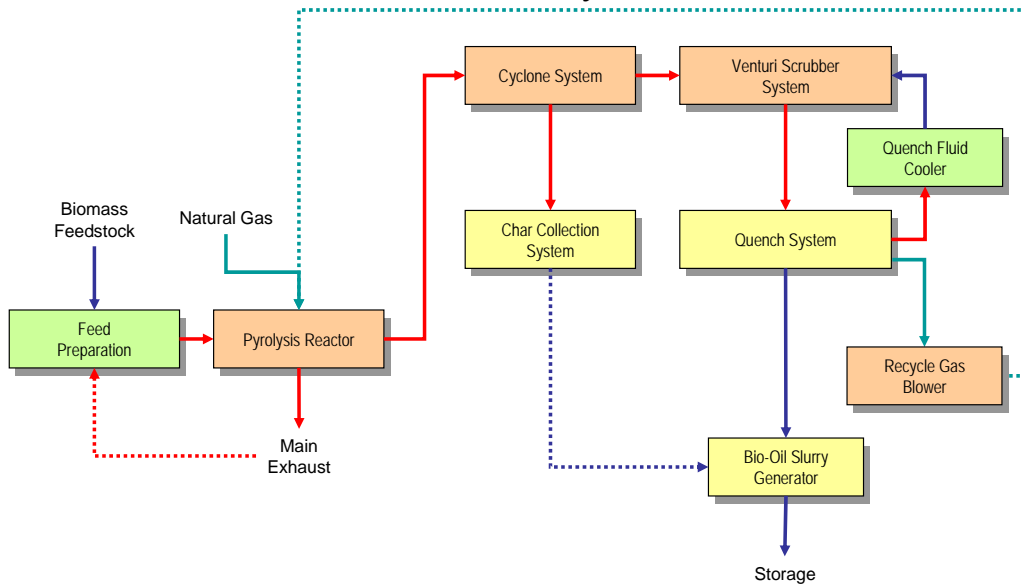 Cyclone System
Venturi Scrubber
System
Quench Fluid
Cooler
Biomass
Feedstock
Natural Gas
Char Collection
System
Quench System
Feed
Preparation
Pyrolysis Reactor
Recycle Gas
Blower
Main
Exhaust
Bio-Oil Slurry
Generator
Storage